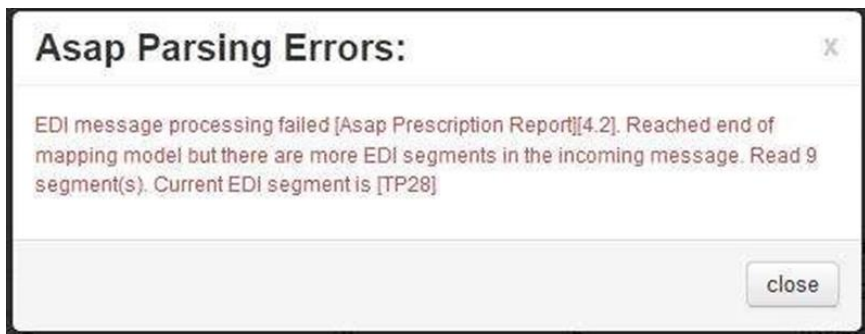 Asap Parsing Errors:
x
EDI message processing failed [Asap Prescription Report][4.2]. Reached end of
mapping model but there are more EDI segments in the incoming message. Read 9
segment(s). Current EDI segment is [TP28]
close